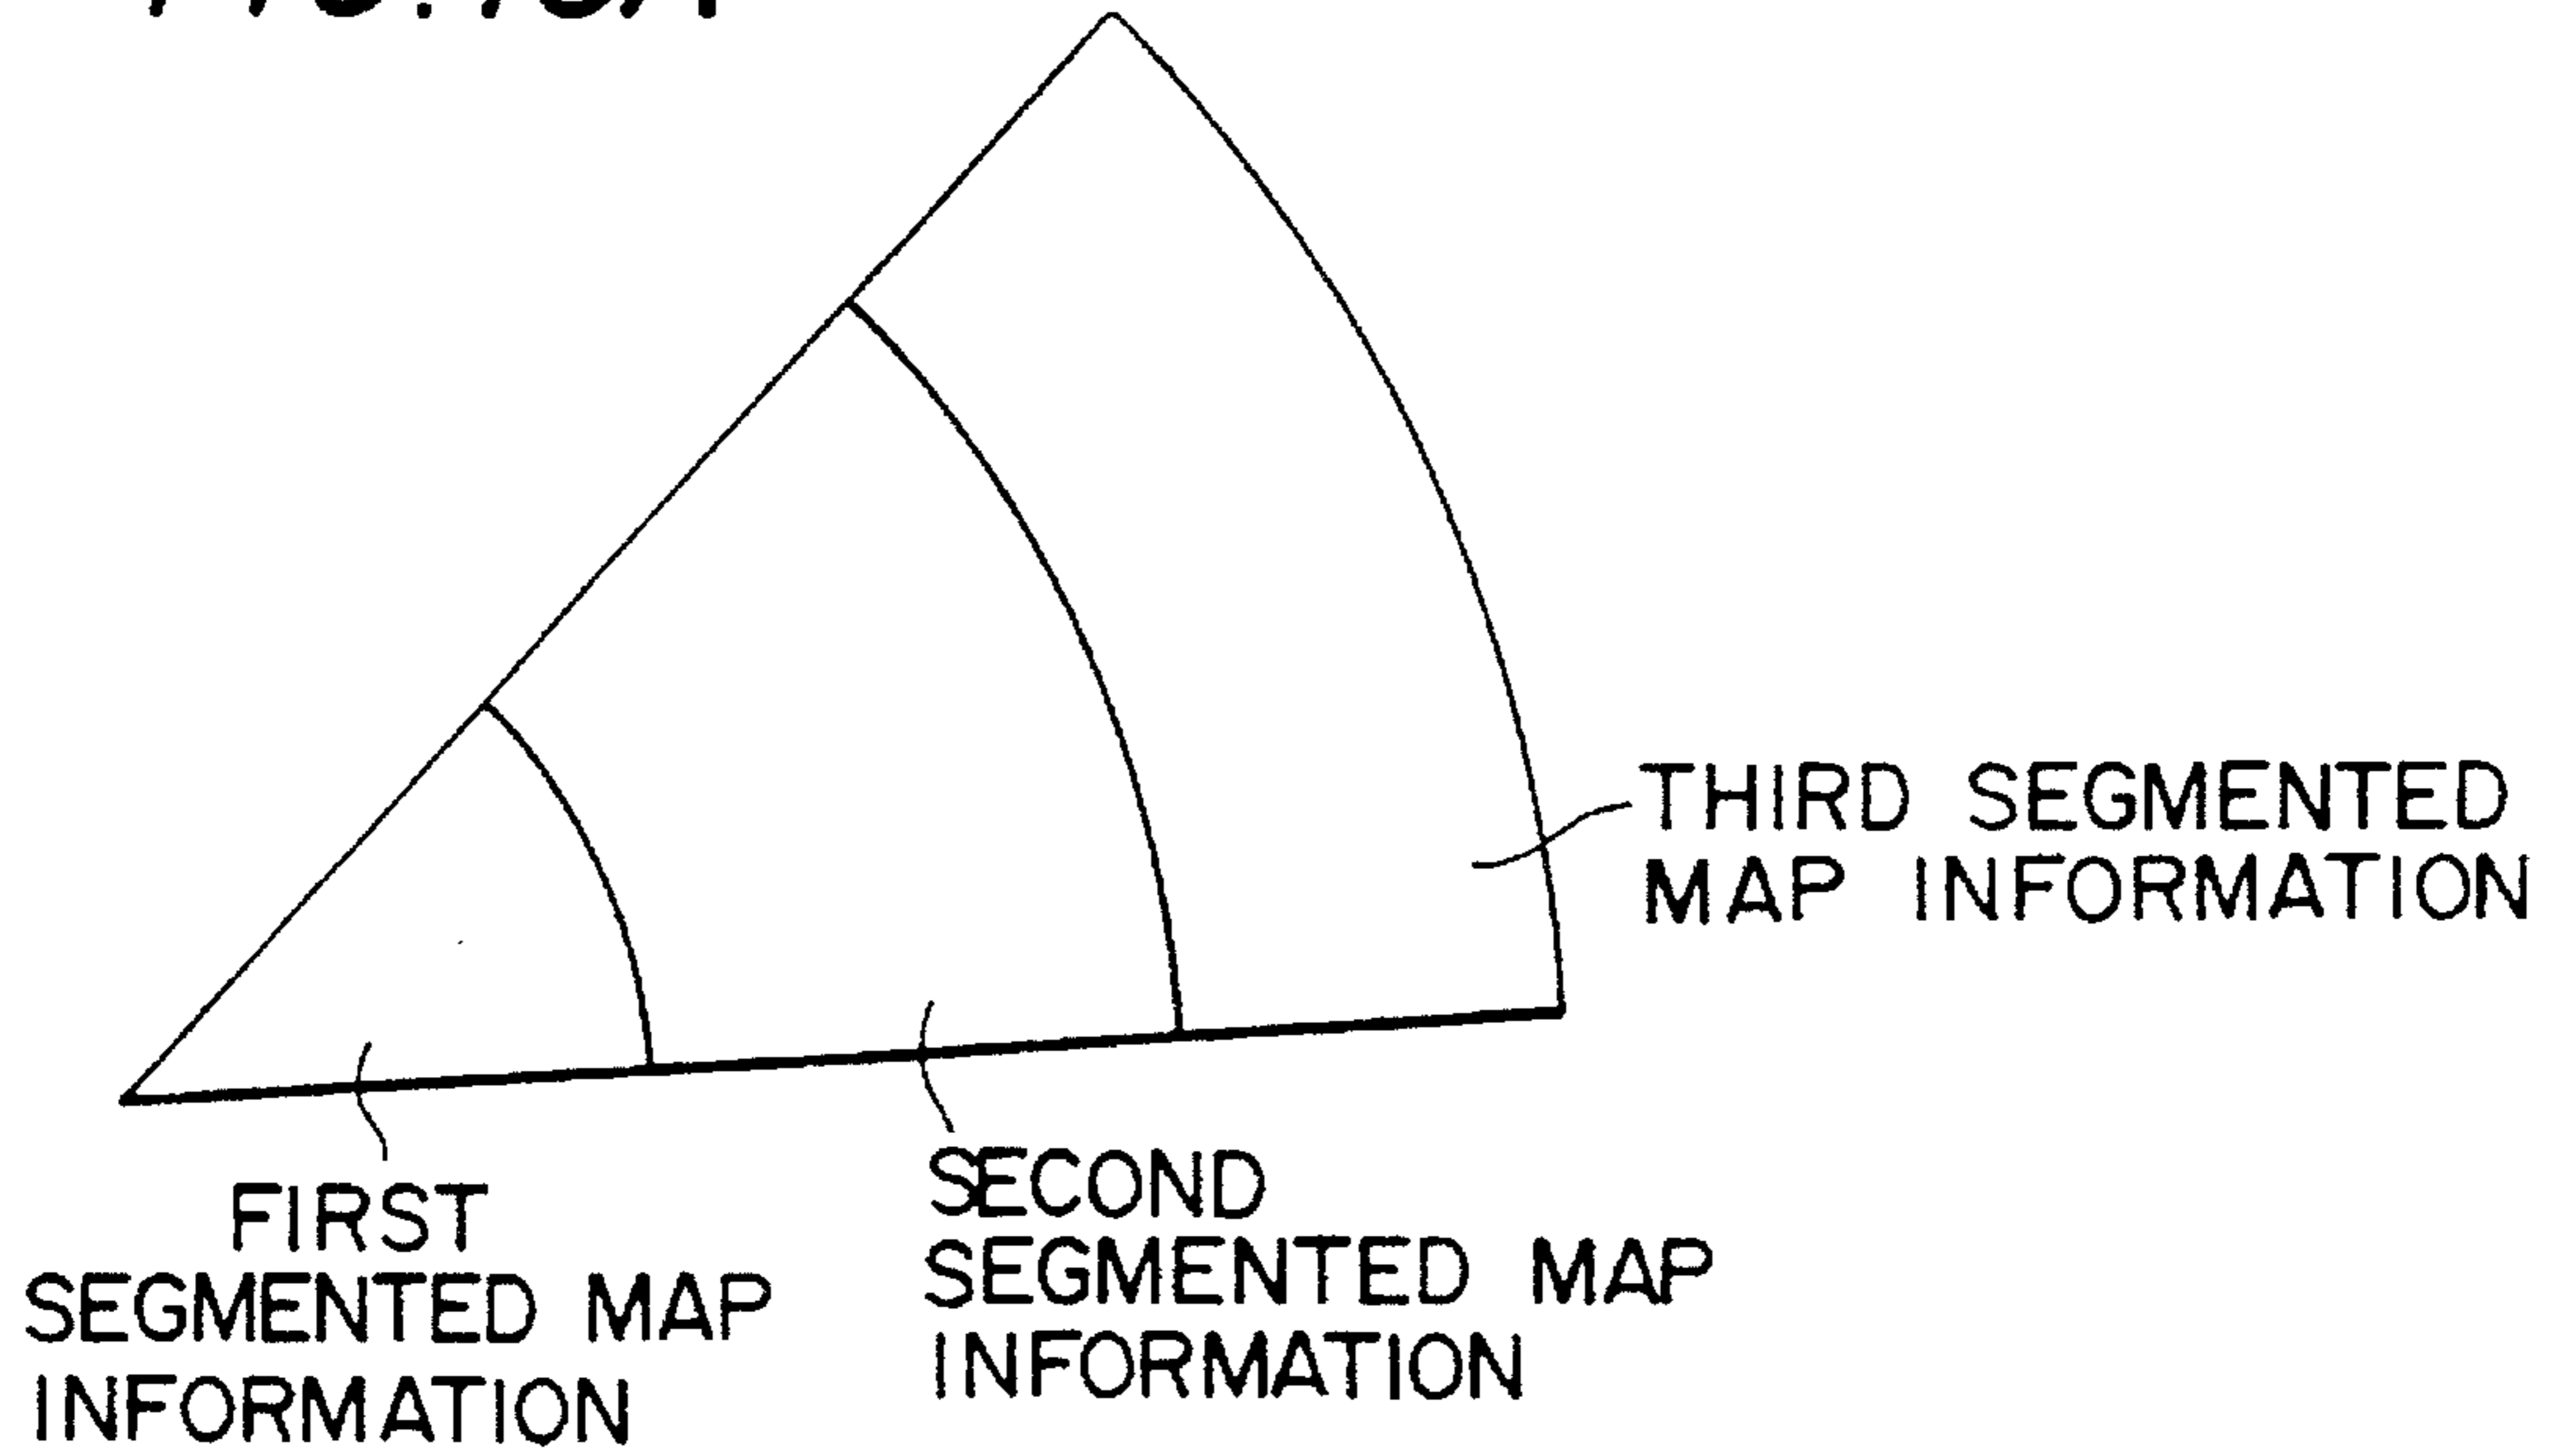 THIRD SEGMENTED
MAP INFORMATION
SECOND
SEGMENTED MAP
INFORMATION
FIRST
SEGMENTED MAP
INFORMATION